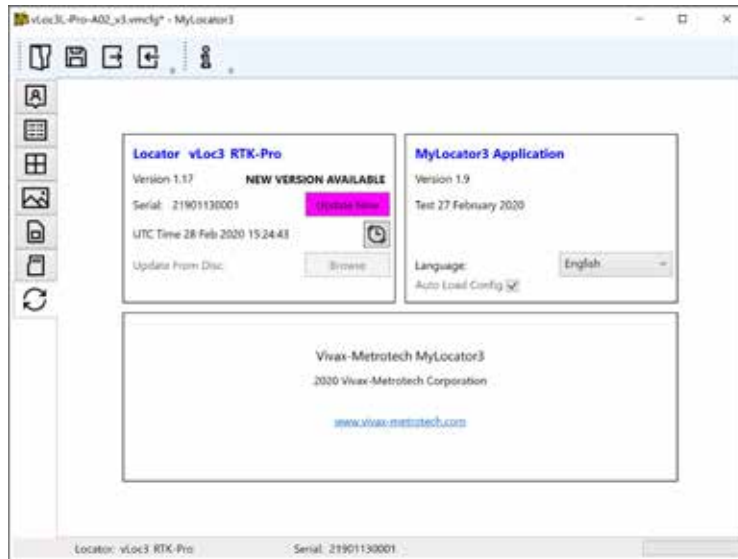 vLoc3L-Pro-A02_v3.vmcfg* - MyLocator3
Locator vLoc3 RTK-Pro
Version 1.17 NEW VERSION AVAILABLE
Serial: 21901130001 Update Now
UTC Time 28 Feb 2020 15:24:43
Update From Disc: Browse
MyLocator3 Application
Version 1.9
Test 27 February 2020
Language: English
Auto Load Config
Vivax-Metrotech MyLocator3
2020 Vivax-Metrotech Corporation
www.vivax-metrotech.com
Locator: vLoc3 RTK-Pro Serial: 21901130001